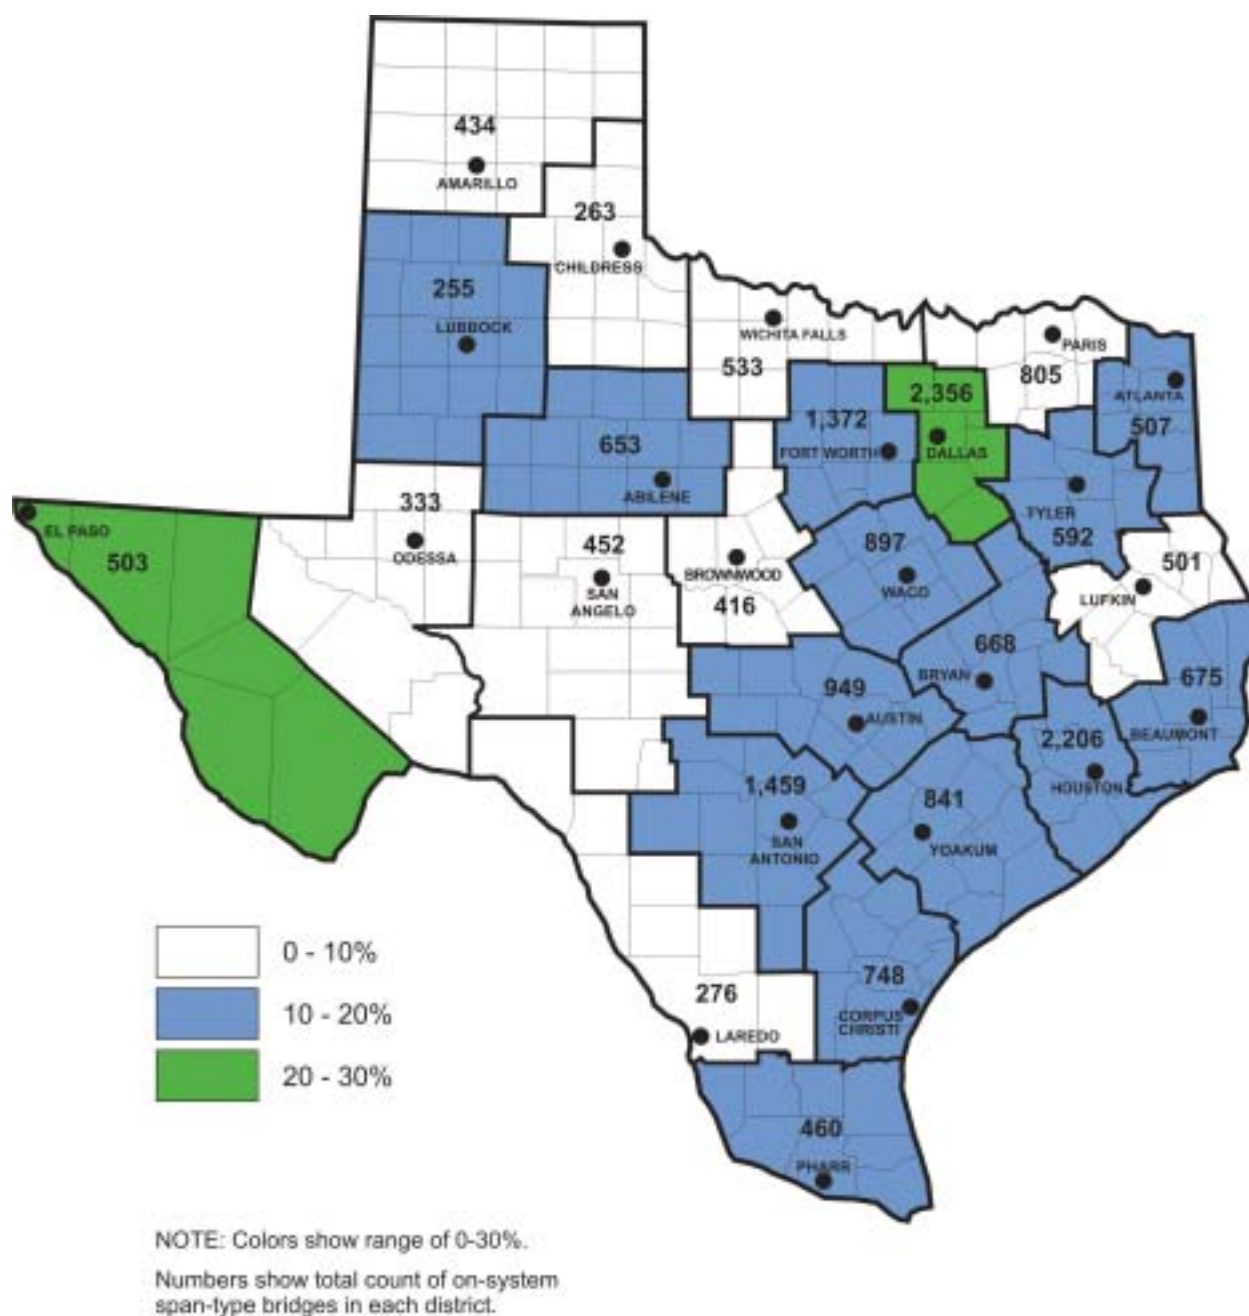 434
AMARILLO
263
CHILDRESS
255
LUBBOCK
WICHITA FALLS
533
PARIS
805
ATLANTA
507
2,356
DALLAS
1,372
FORT WORTH
653
ABILENE
TYLER
592
EL PASO
503
333
ODESSA
452
SAN
ANGELO
BROWNWOOD
416
897
WACO
501
LUFKIN
668
BRYAN
675
BEAUMONT
949
AUSTIN
2,206
HOUSTON
1,459
SAN
ANTONIO
841
YOAKUM
748
CORPUS
CHRISTI
276
LAREDO
460
PHARR
0 - 10%
10 - 20%
20 - 30%
NOTE: Colors show range of 0-30%.
Numbers show total count of on-system
span-type bridges in each district.